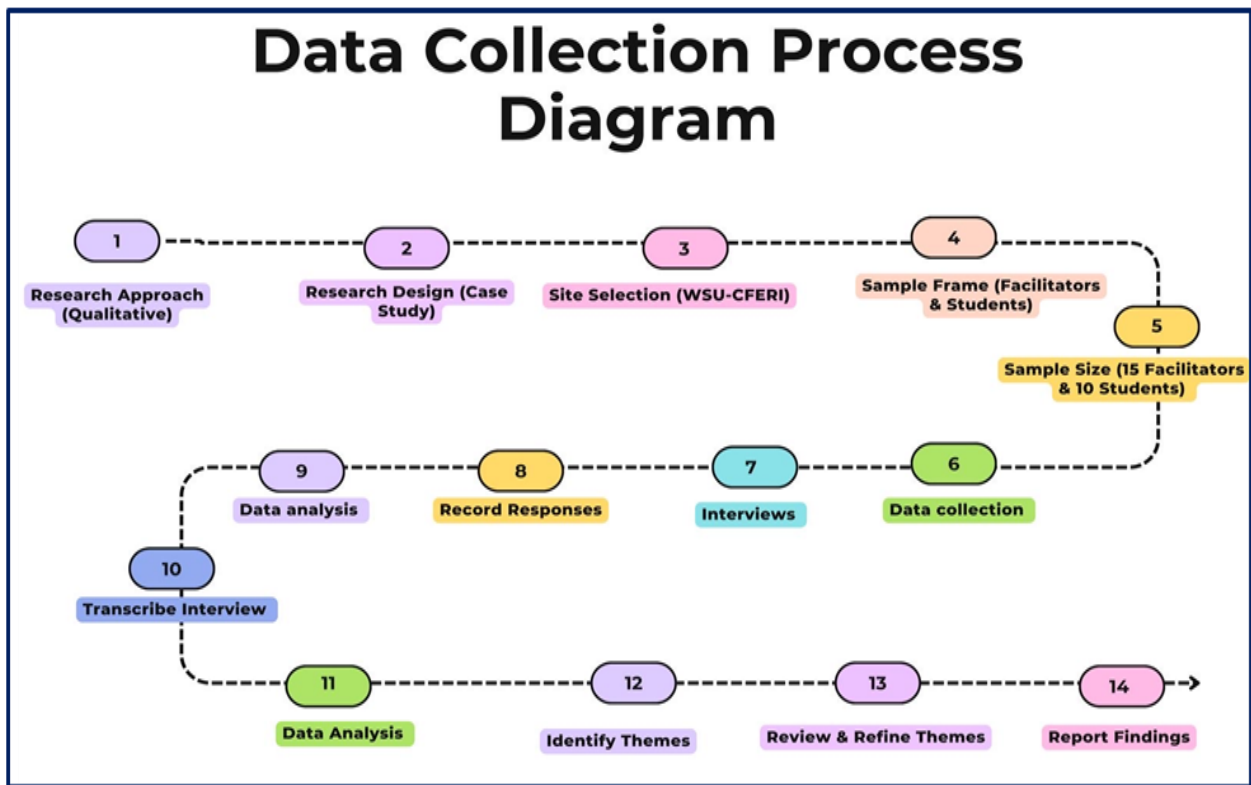 Data Collection Process
Diagram
1
Research Approach
(Qualitative)
2
Research Design (Case
Study)
3
Site Selection (WSU-CFERI)
4
Sample Frame (Facilitators
& Students)
5
Sample Size (15 Facilitators
& 10 Students)
6
Data collection
7
Interviews
8
Record Responses
9
Data analysis
10
Transcribe Interview
11
Data Analysis
12
Identify Themes
13
Review & Refine Themes
14
Report Findings